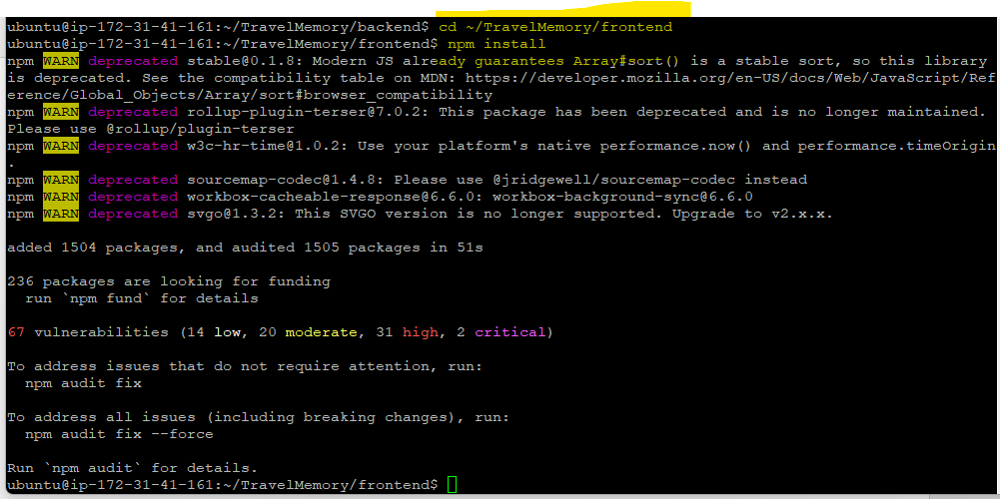 ubuntu@ip-172-31-41-161:~/TravelMemory/backend$ cd ~/TravelMemory/frontend
ubuntu@ip-172-31-41-161:~/TravelMemory/frontend$ npm install
npm WARN deprecated stable@0.1.8: Modern JS already guarantees Array#sort() is a stable sort, so this library
is deprecated. See the compatibility table on MDN: https://developer.mozilla.org/en-US/docs/Web/JavaScript/Ref
erence/Global_Objects/Array/sort#browser_compatibility
npm WARN deprecated rollup-plugin-terser@7.0.2: This package has been deprecated and is no longer maintained.
Please use @rollup/plugin-terser
npm WARN deprecated w3c-hr-time@1.0.2: Use your platform's native performance.now() and performance.timeOrigin
.
npm WARN deprecated sourcemap-codec@1.4.8: Please use @jridgewell/sourcemap-codec instead
npm WARN deprecated workbox-cacheable-response@6.6.0: workbox-background-sync@6.6.0
npm WARN deprecated svgo@1.3.2: This SVGO version is no longer supported. Upgrade to v2.x.x.
added 1504 packages, and audited 1505 packages in 51s
236 packages are looking for funding
run `npm fund` for details
67 vulnerabilities (14 low, 20 moderate, 31 high, 2 critical)
To address issues that do not require attention, run:
npm audit fix
To address all issues (including breaking changes), run:
npm audit fix --force
Run `npm audit` for details.
ubuntu@ip-172-31-41-161:~/TravelMemory/frontend$